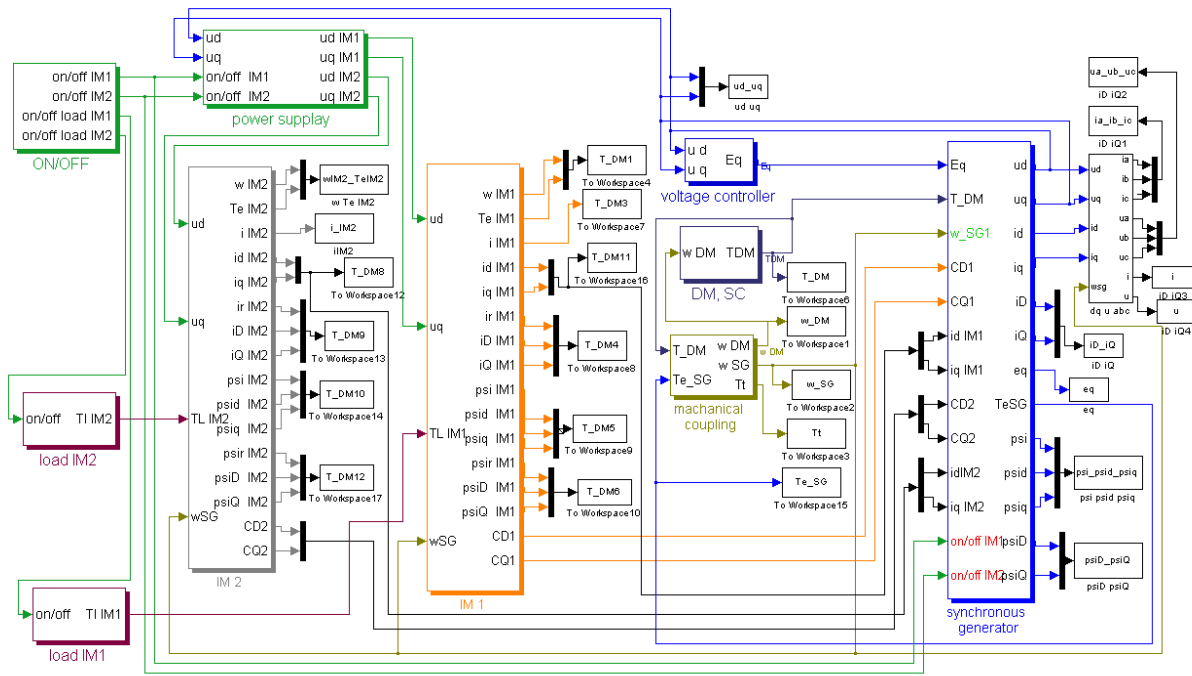 on/off IM1
on/off IM2
on/off load IM1
on/off load IM2
ON/OFF
ud
uq
on/off IM1
on/off IM2
ud IM1
uq IM1
ud IM2
uq IM2
power supplay
on/off
TI IM2
load IM2
on/off
TI IM1
load IM1
ud
uq
TL IM2
wSG
w IM2
Te IM2
i IM2
id IM2
iq IM2
ir IM2
iD IM2
iQ IM2
psi IM2
psid IM2
psiq IM2
psir IM2
psiD IM2
psiQ IM2
CD2
CQ2
IM 2
wIM2_TeIM2
w Te IM2
i_IM2
iIM2
T_DM8
To Workspace12
T_DM9
To Workspace13
T_DM10
To Workspace14
T_DM12
To Workspace17
ud
uq
TL IM1
wSG
w IM1
Te IM1
i IM1
id IM1
iq IM1
ir IM1
iD IM1
iQ IM1
psi IM1
psid IM1
psiq IM1
psir IM1
psiD IM1
psiQ IM1
CD1
CQ1
IM 1
T_DM1
To Workspace4
T_DM3
To Workspace7
T_DM11
To Workspace16
T_DM4
To Workspace8
T_DM5
To Workspace9
T_DM6
To Workspace10
ud_uq
ud uq
u d
u q
Eq
Eq
voltage controller
w DM
TDM
TDM
DM, SC
T_DM
To Workspace6
w_DM
To Workspace1
T_DM
Te_SG
w DM
w SG
Tt
w DM
machanical
coupling
w_SG
To Workspace2
Tt
To Workspace3
Te_SG
To Workspace15
Eq
T_DM
w_SG1
CD1
CQ1
id IM1
iq IM1
CD2
CQ2
idIM2
iq IM2
on/off IM1
on/off IM2
ud
uq
id
iq
iD
iQ
eq
TeSG
psi
psid
psiq
psiD
psiQ
synchronous
generator
ua_ub_uc
iD iQ2
ia_ib_ic
iD iQ1
ud
uq
id
iq
wsg
ia
ib
ic
ua
ub
uc
i
u
dq u abc
i
iD iQ3
u
iD iQ4
iD_iQ
iD iQ
eq
eq
psi_psid_psiq
psi psid psiq
psiD_psiQ
psiD psiQ